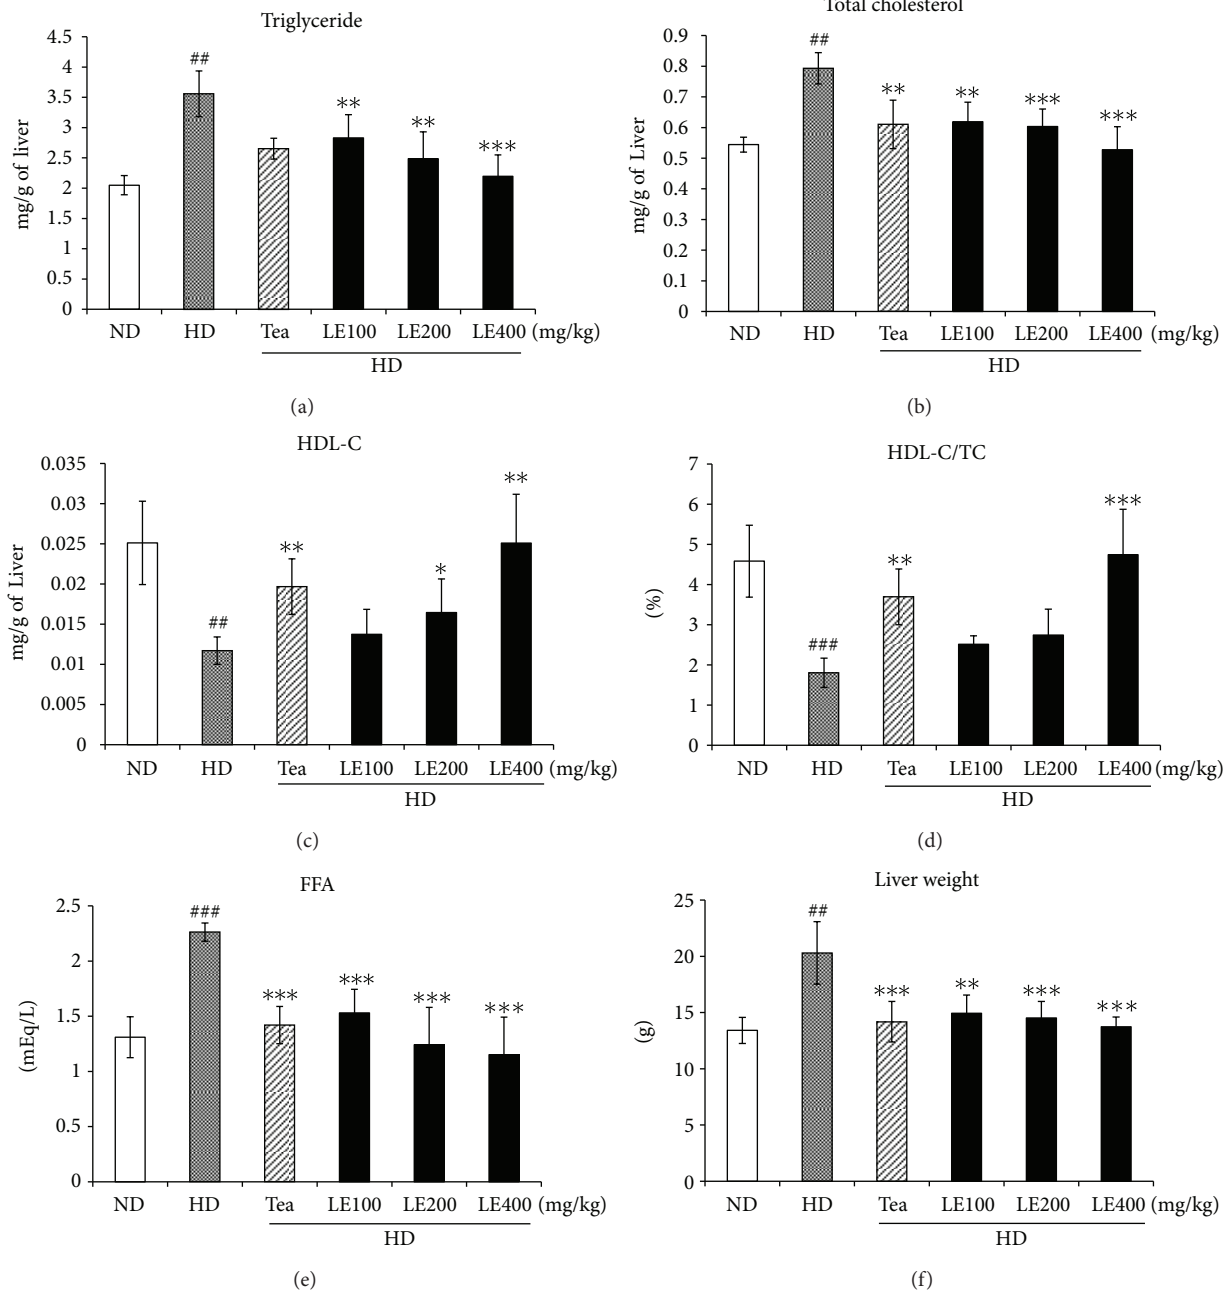 Triglyceride
mg/g of liver
4.5
4
3.5
3
2.5
2
1.5
1
0.5
0
##
**
**
***
ND HD Tea LE100 LE200 LE400 (mg/kg)
HD
(a)
Total cholesterol
mg/g of Liver
0.9
0.8
0.7
0.6
0.5
0.4
0.3
0.2
0.1
0
##
**
**
***
***
ND HD Tea LE100 LE200 LE400 (mg/kg)
HD
(b)
HDL-C
mg/g of Liver
0.035
0.03
0.025
0.02
0.015
0.01
0.005
0
##
**
*
**
ND HD Tea LE100 LE200 LE400 (mg/kg)
HD
(c)
HDL-C/TC
(%)
7
6
5
4
3
2
1
0
###
**
***
ND HD Tea LE100 LE200 LE400 (mg/kg)
HD
(d)
FFA
(mEq/L)
2.5
2
1.5
1
0.5
0
###
***
***
***
***
ND HD Tea LE100 LE200 LE400 (mg/kg)
HD
(e)
Liver weight
(g)
25
20
15
10
5
0
##
***
**
***
***
ND HD Tea LE100 LE200 LE400 (mg/kg)
HD
(f)